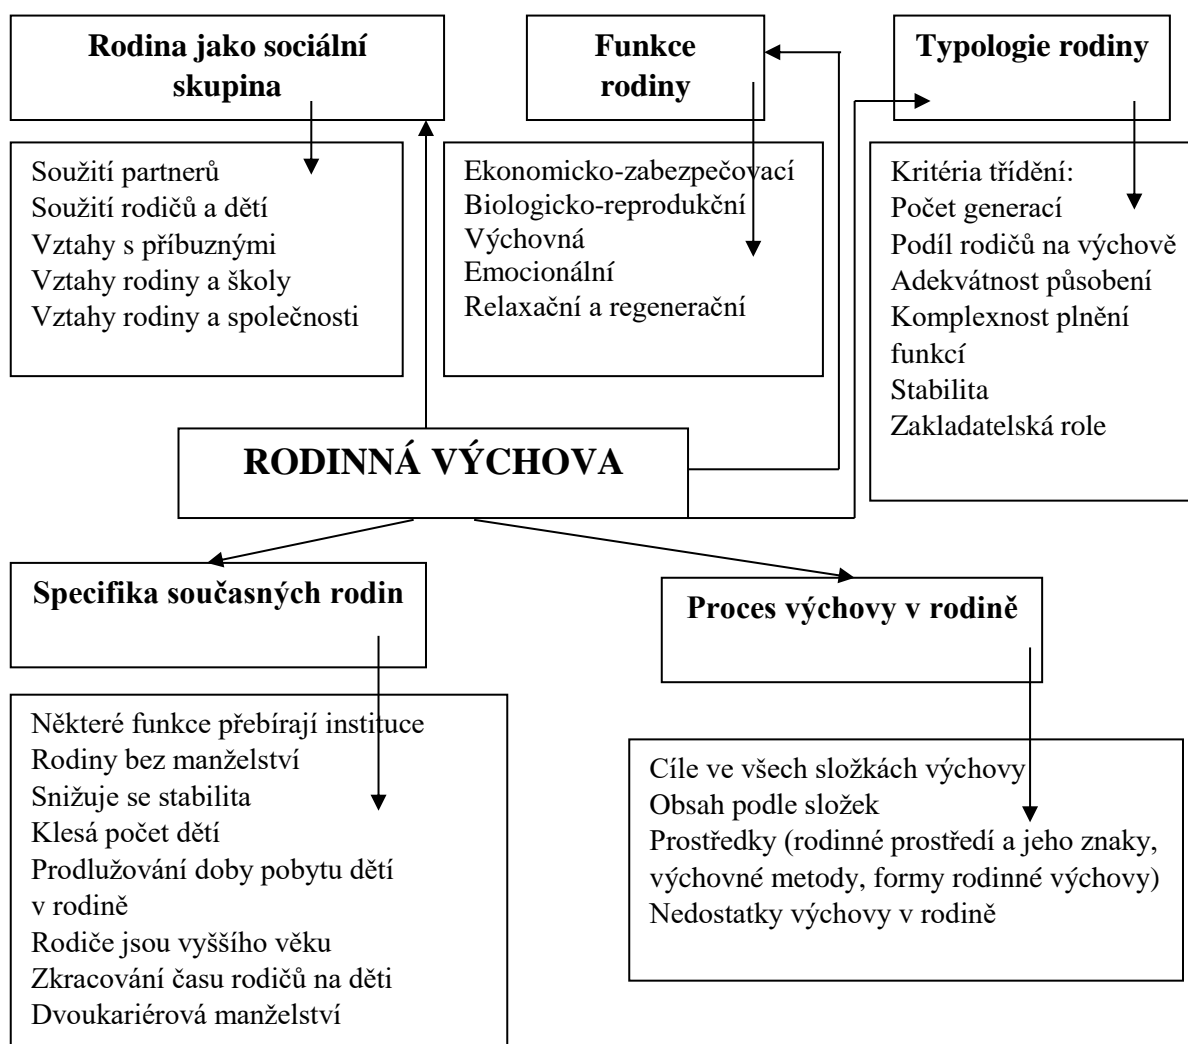 Rodina jako sociální
skupina
Funkce
rodiny
Typologie rodiny
Soužití partnerů
Soužití rodičů a dětí
Vztahy s příbuznými
Vztahy rodiny a školy
Vztahy rodiny a společnosti
Ekonomicko-zabezpečovací
Biologicko-reprodukční
Výchovná
Emocionální
Relaxační a regenerační
Kritéria třídění:
Počet generací
Podíl rodičů na výchově
Adekvátnost působení
Komplexnost plnění
funkcí
Stabilita
Zakladatelská role
RODINNÁ VÝCHOVA
Specifika současných rodin
Proces výchovy v rodině
Některé funkce přebírají instituce
Rodiny bez manželství
Snižuje se stabilita
Klesá počet dětí
Prodlužování doby pobytu dětí
v rodině
Rodiče jsou vyššího věku
Zkracování času rodičů na děti
Dvoukariérová manželství
Cíle ve všech složkách výchovy
Obsah podle složek
Prostředky (rodinné prostředí a jeho znaky,
výchovné metody, formy rodinné výchovy)
Nedostatky výchovy v rodině